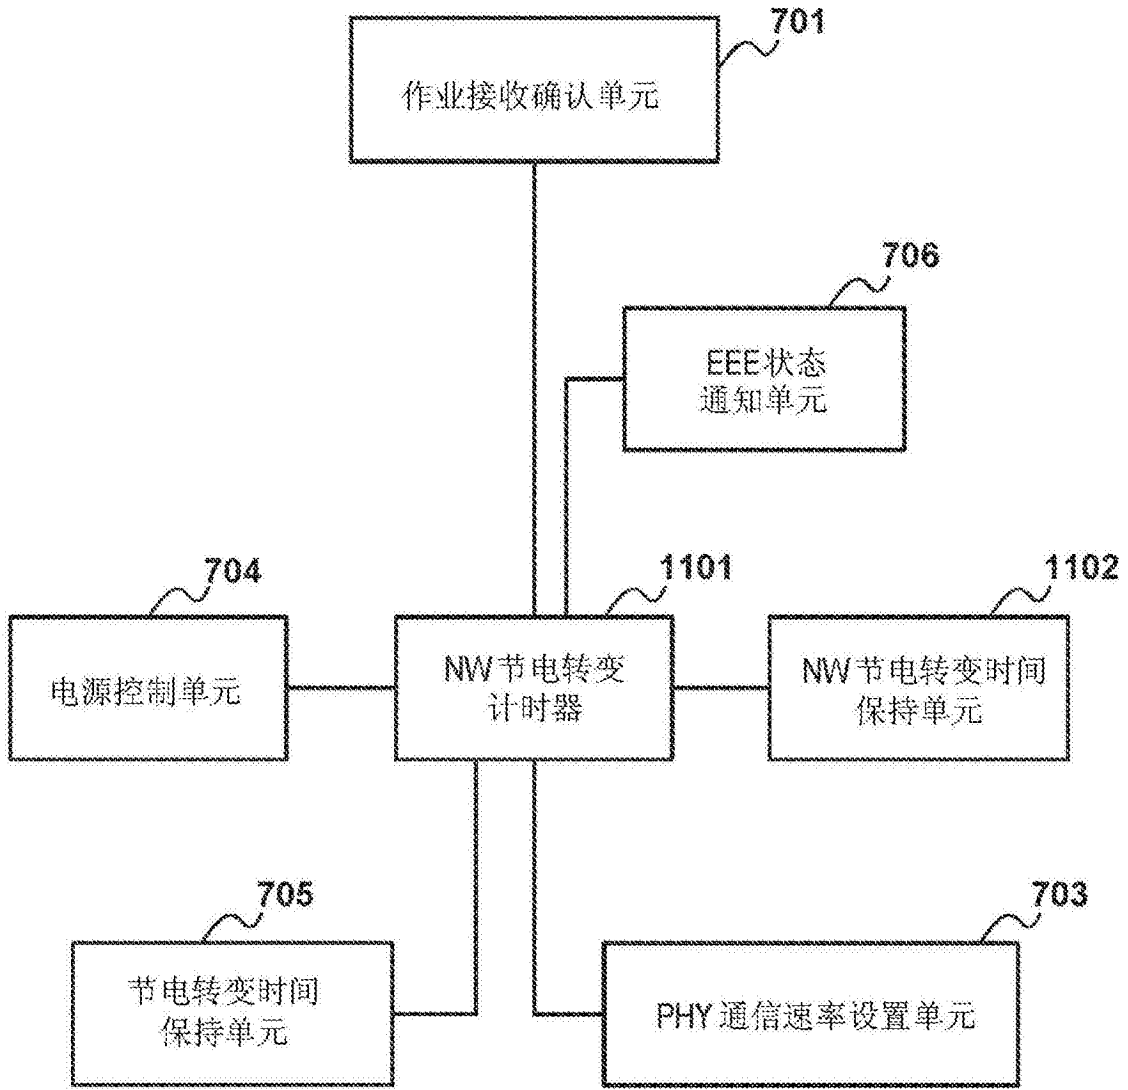 701
作业接收确认单元
706
EEE状态
通知单元
704
电源控制单元
1101
NW节电转变
计时器
1102
NW节电转变时间
保持单元
705
节电转变时间
保持单元
703
PHY通信速率设置单元